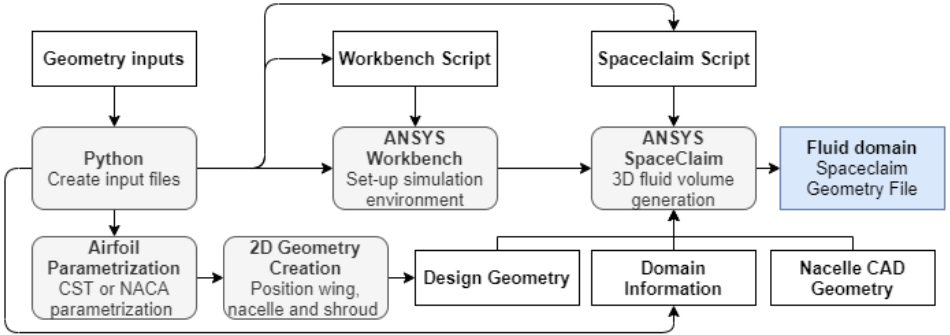 Geometry inputs
Workbench Script
Spaceclaim Script
Python
Create input files
ANSYS
Workbench
Set-up simulation
environment
ANSYS
SpaceClaim
3D fluid volume
generation
Fluid domain
Spaceclaim
Geometry File
Airfoil
Parametrization
CST or NACA
parametrization
2D Geometry
Creation
Position wing,
nacelle and shroud
Design Geometry
Domain
Information
Nacelle CAD
Geometry